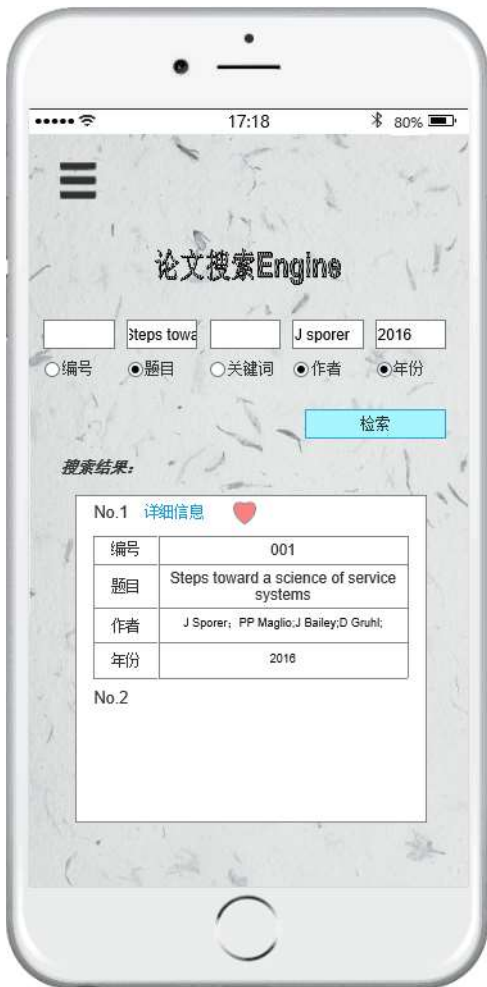 17:18 80%
论文搜索Engine
Steps towa J sporer 2016
编号 题目 关键词 作者 年份
检索
搜索结果:
No.1 详细信息
编号 001
题目 Steps toward a science of service
systems
作者 J Sporer; PP Maglio;J Bailey;D Gruhl;
年份 2016
No.2